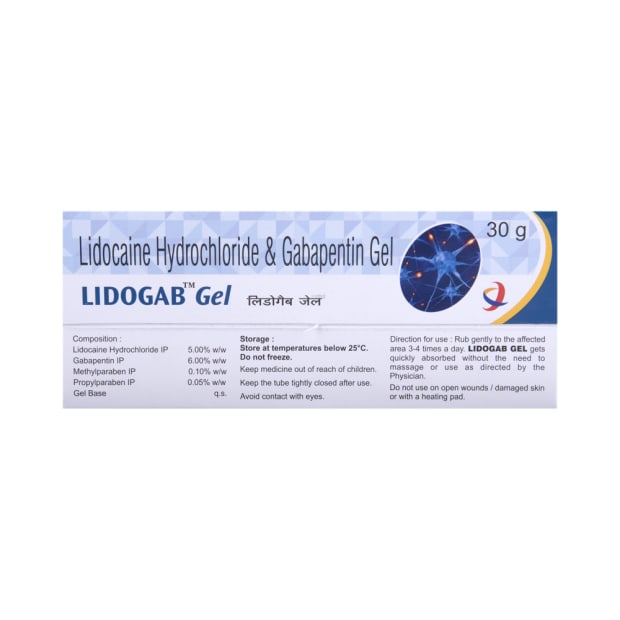 Lidocaine Hydrochloride & Gabapentin Gel
30 g
LIDOGAB™ Gel लिडोगैब जेल
Composition :
Lidocaine Hydrochloride IP 5.00% w/w
Gabapentin IP 6.00% w/w
Methylparaben IP 0.10% w/w
Propylparaben IP 0.05% w/w
Gel Base q.s.
Storage :
Store at temperatures below 25°C.
Do not freeze.
Keep medicine out of reach of children.
Keep the tube tightly closed after use.
Avoid contact with eyes.
Direction for use : Rub gently to the affected
area 3-4 times a day. LIDOGAB GEL gets
quickly absorbed without the need to
massage or use as directed by the
Physician.
Do not use on open wounds / damaged skin
or with a heating pad.